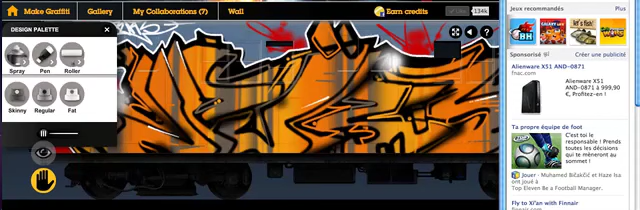 Make Graffiti
Gallery
My Collaborations (7)
Wall
Earn credits
134k
DESIGN PALETTE
Spray
Pen
Roller
Skinny
Regular
Fat
Jeux recommandés
Plus
Sponsorisé
Créer une publicité
Alienware X51 AND-0871
fnac.com
Alienware X51
AND-0871 à 999,90
€, Profitez-en !
Ta propre équipe de foot
C'est toi le
responsable ! Prends
toutes les décisions
qui te mèneront au
sommet !
Jouer · Muhamed Bičakčić et Haze Isa
ont joué à
Top Eleven Be a Football Manager.
Fly to Xi'an with Finnair